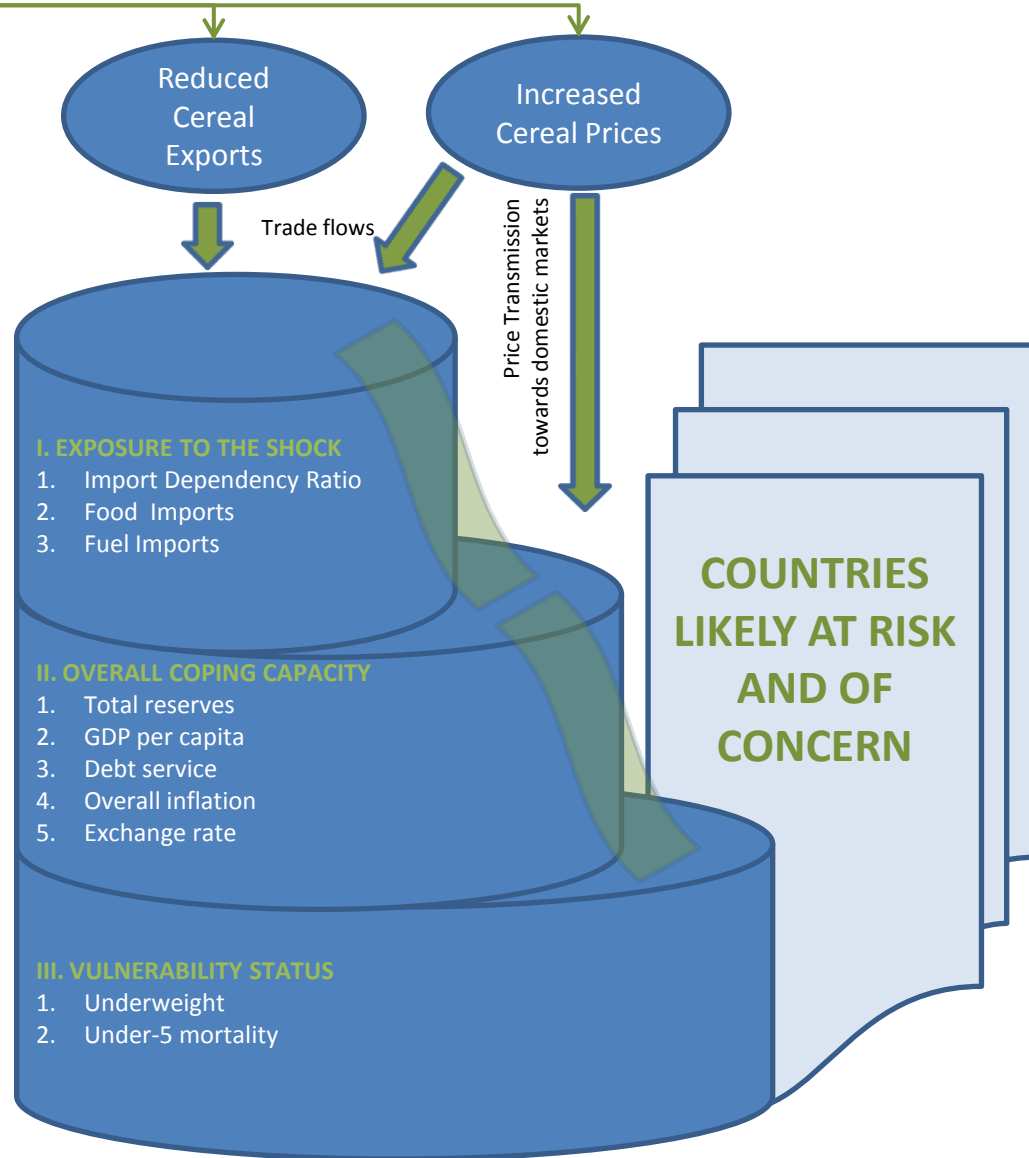 Reduced
Cereal
Exports
Increased
Cereal Prices
Trade flows
Price Transmission
towards domestic markets
I. EXPOSURE TO THE SHOCK
1. Import Dependency Ratio
2. Food Imports
3. Fuel Imports
II. OVERALL COPING CAPACITY
1. Total reserves
2. GDP per capita
3. Debt service
4. Overall inflation
5. Exchange rate
III. VULNERABILITY STATUS
1. Underweight
2. Under-5 mortality
COUNTRIES
LIKELY AT RISK
AND OF
CONCERN